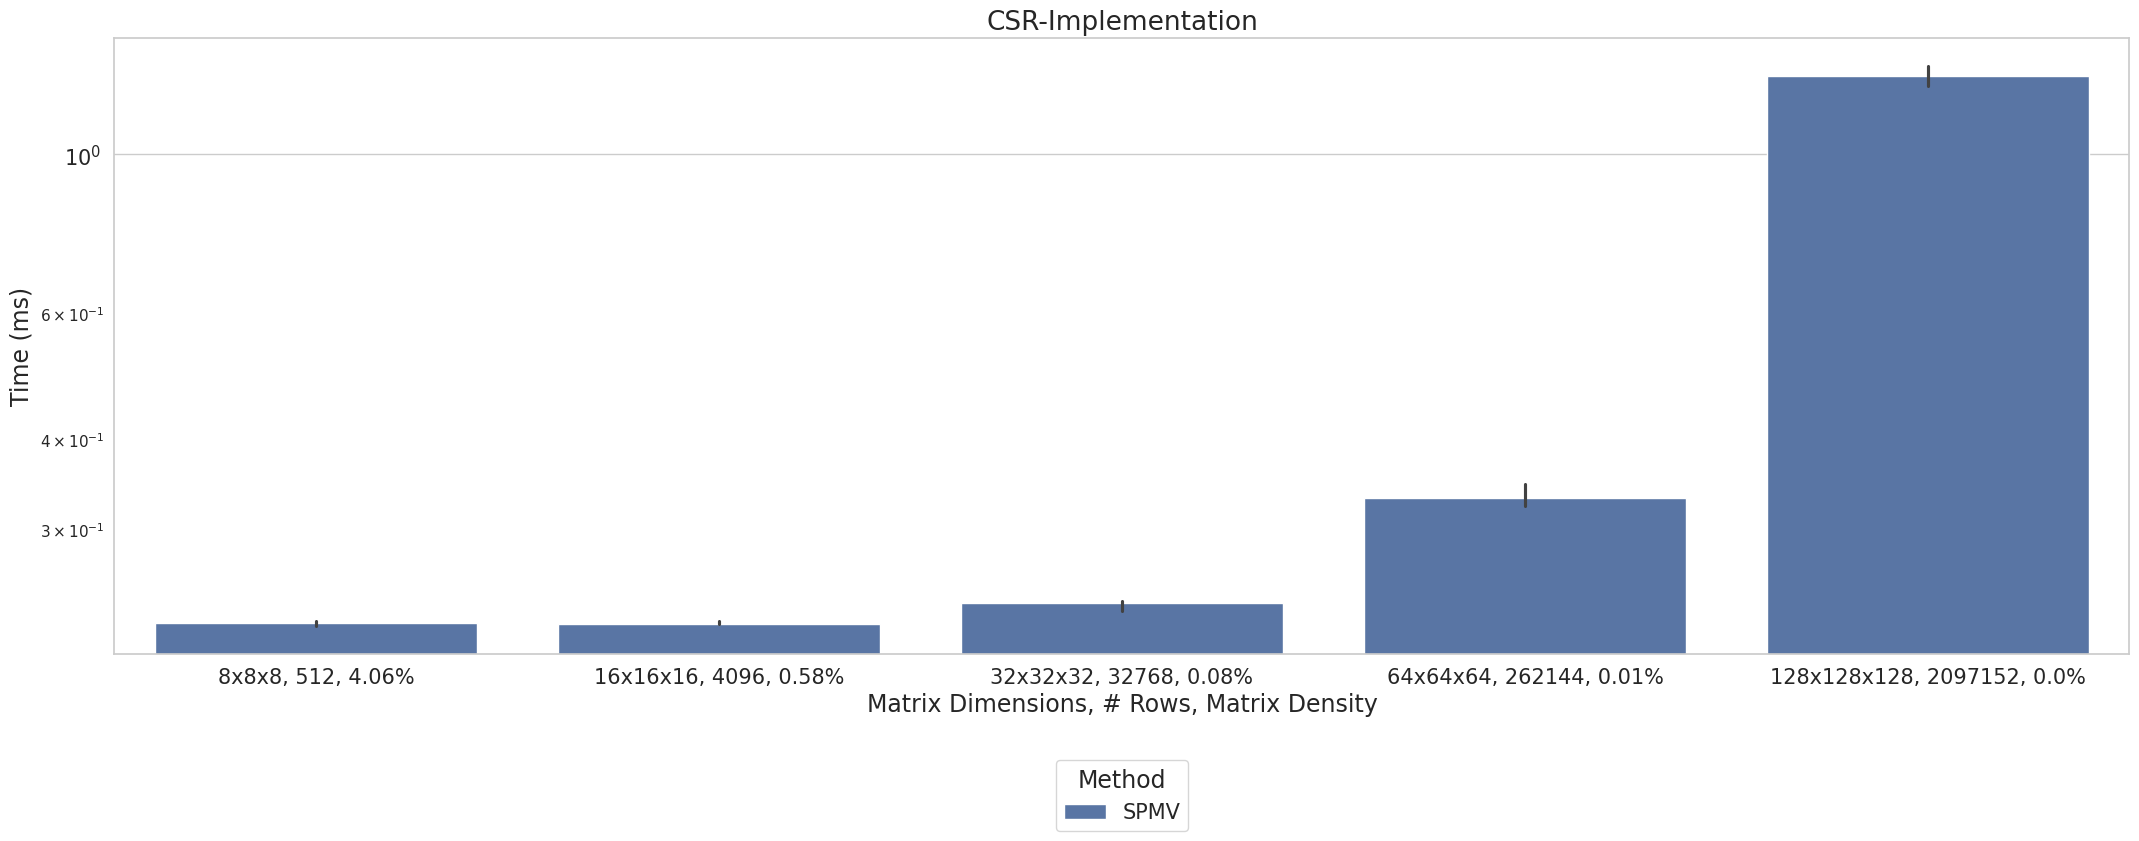 CSR-Implementation
Time (ms)
10⁰
6 × 10⁻¹
4 × 10⁻¹
3 × 10⁻¹
8x8x8, 512, 4.06%
16x16x16, 4096, 0.58%
32x32x32, 32768, 0.08%
64x64x64, 262144, 0.01%
128x128x128, 2097152, 0.0%
Matrix Dimensions, # Rows, Matrix Density
Method
SPMV